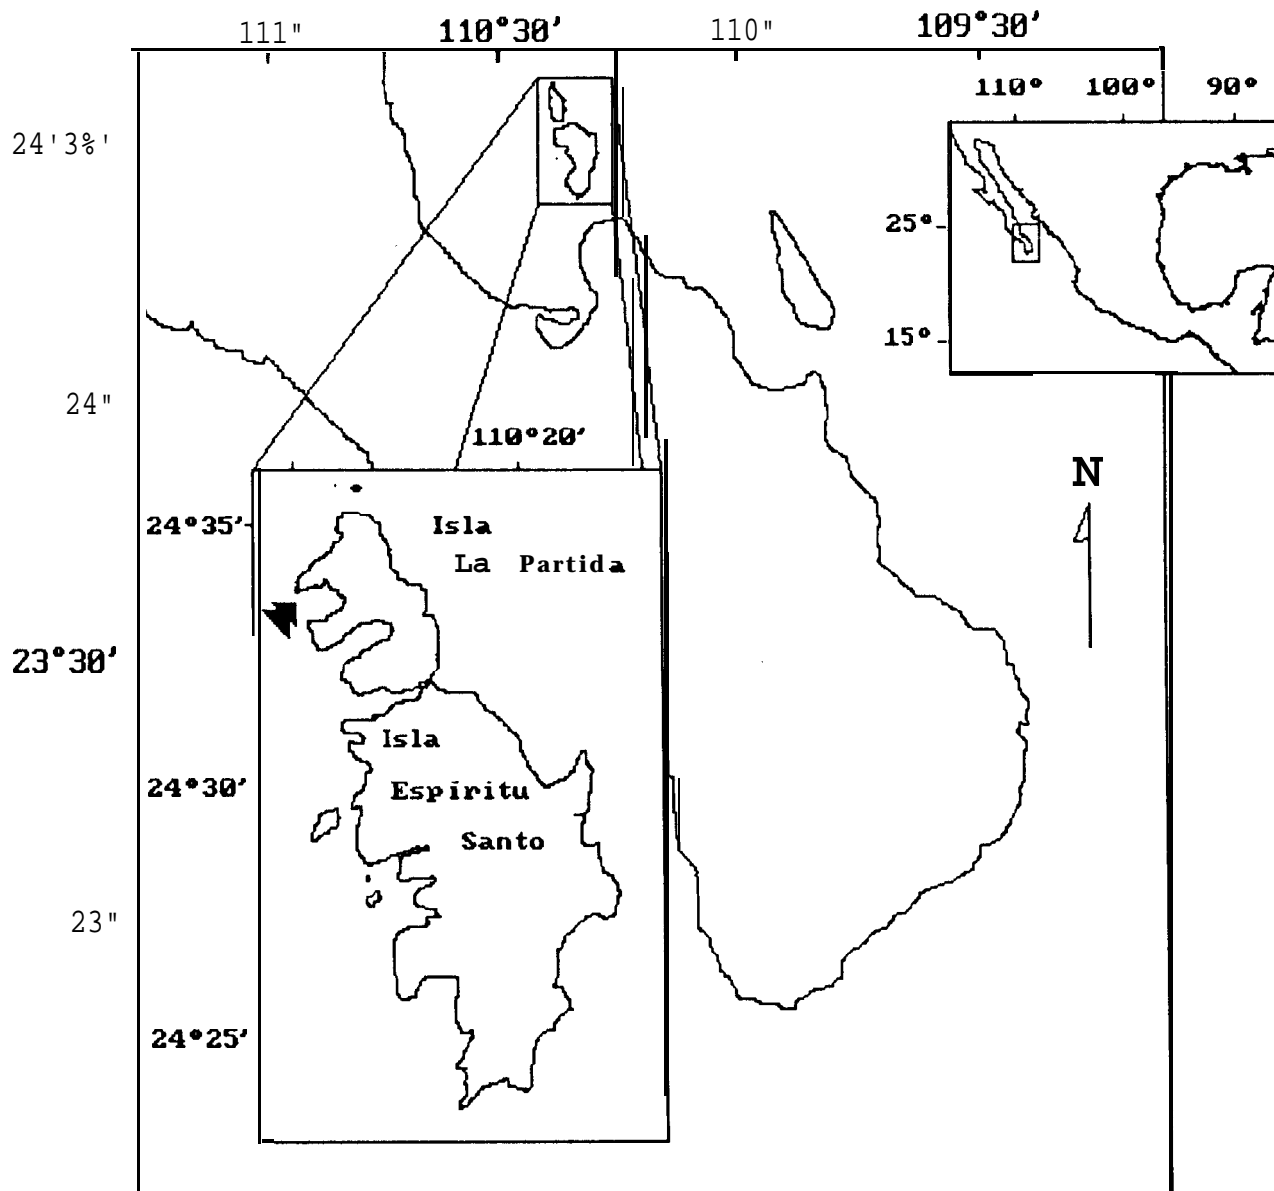 111" 110°30' 110" 109°30'
110° 100° 90°
24'3%'
25°
15°
24"
110°20'
N
24°35' Isla
La Partida
23°30'
Isla
24°30' Espíritu
Santo
23"
24°25'